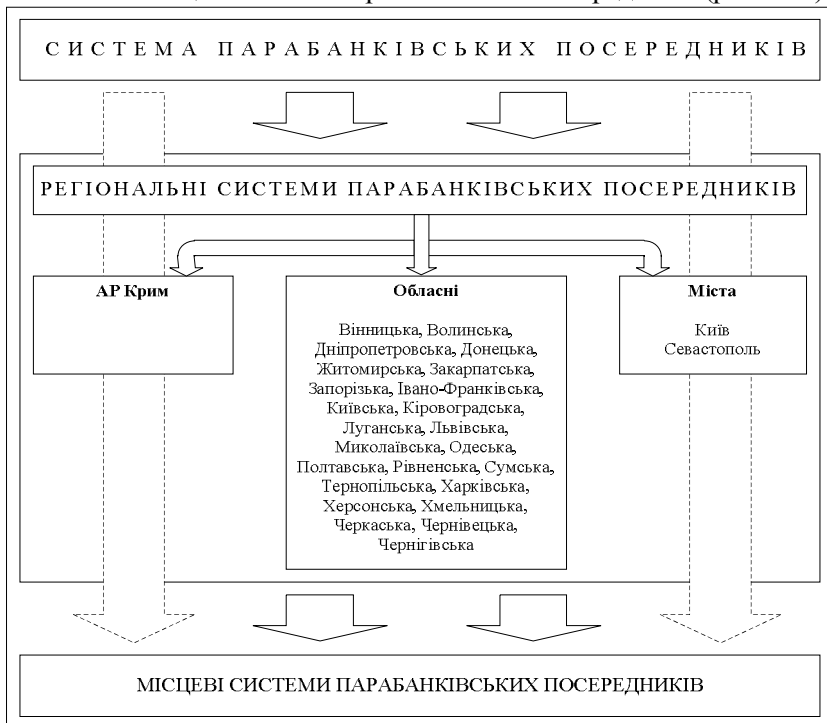 СИСТЕМА ПАРАБАНКІВСЬКИХ ПОСЕРЕДНИКІВ
РЕГІОНАЛЬНІ СИСТЕМИ ПАРАБАНКІВСЬКИХ ПОСЕРЕДНИКІВ
АР Крим
Обласні
Вінницька, Волинська,
Дніпропетровська, Донецька,
Житомирська, Закарпатська,
Запорізька, Івано-Франківська,
Київська, Кіровоградська,
Луганська, Львівська,
Миколаївська, Одеська,
Полтавська, Рівненська, Сумська,
Тернопільська, Харківська,
Херсонська, Хмельницька,
Черкаська, Чернівецька,
Чернігівська
Міста
Київ
Севастополь
МІСЦЕВІ СИСТЕМИ ПАРАБАНКІВСЬКИХ ПОСЕРЕДНИКІВ